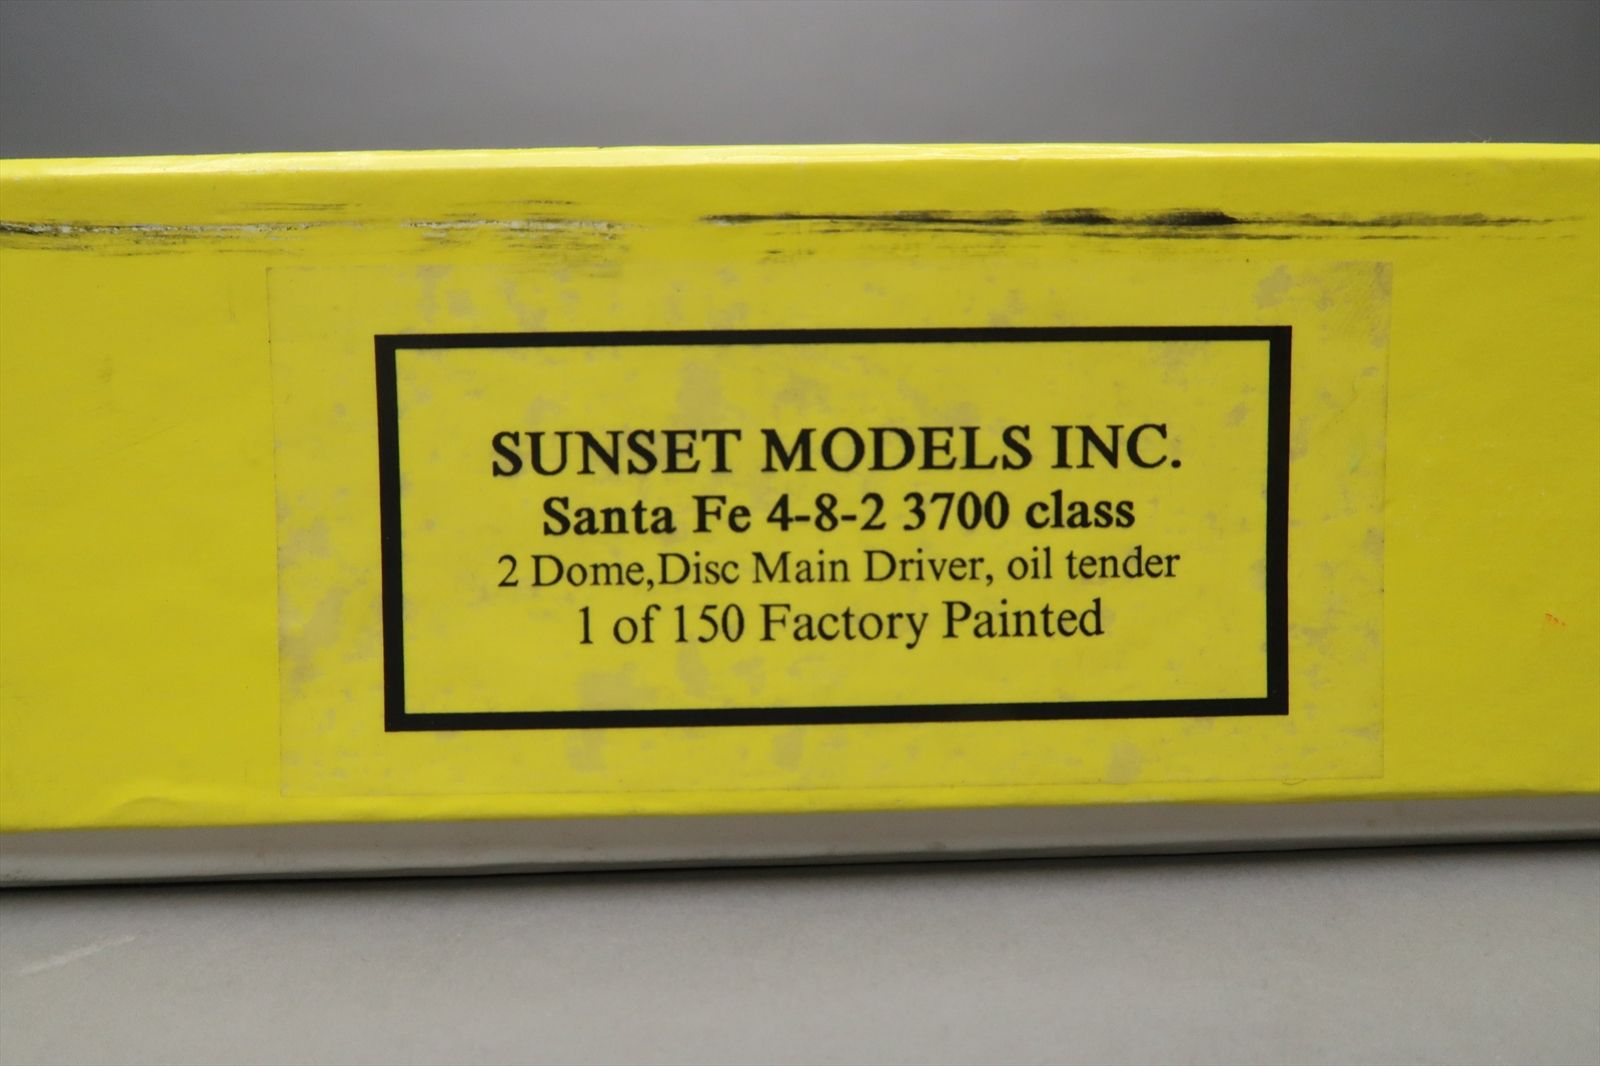 SUNSET MODELS INC.
Santa Fe 4-8-2 3700 class
2 Dome,Disc Main Driver, oil tender
1 of 150 Factory Painted